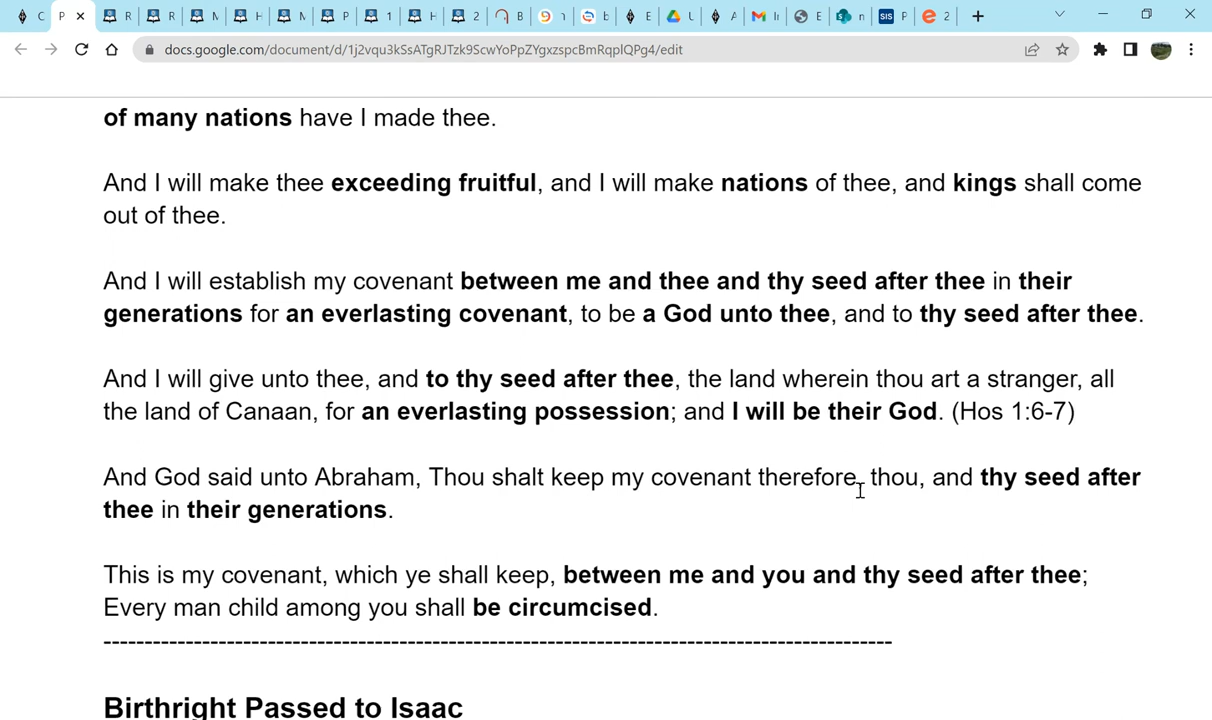 C
P
R
R
N
H
M
P
1
H
2
B
b
E
U
A
In
E
n
SIS
P
2
docs.google.com/document/d/1j2vqu3kSsATgRJTzk9ScwYoPpZYgxzspcBmRqplQPg4/edit
of many nations have I made thee.
And I will make thee exceeding fruitful, and I will make nations of thee, and kings shall come
out of thee.
And I will establish my covenant between me and thee and thy seed after thee in their
generations for an everlasting covenant, to be a God unto thee, and to thy seed after thee.
And I will give unto thee, and to thy seed after thee, the land wherein thou art a stranger, all
the land of Canaan, for an everlasting possession; and I will be their God. (Hos 1:6-7)
And God said unto Abraham, Thou shalt keep my covenant therefore, thou, and thy seed after
thee in their generations.
This is my covenant, which ye shall keep, between me and you and thy seed after thee;
Every man child among you shall be circumcised.
-----------------------------------------------------------------------------------------------
Birthright Passed to Isaac